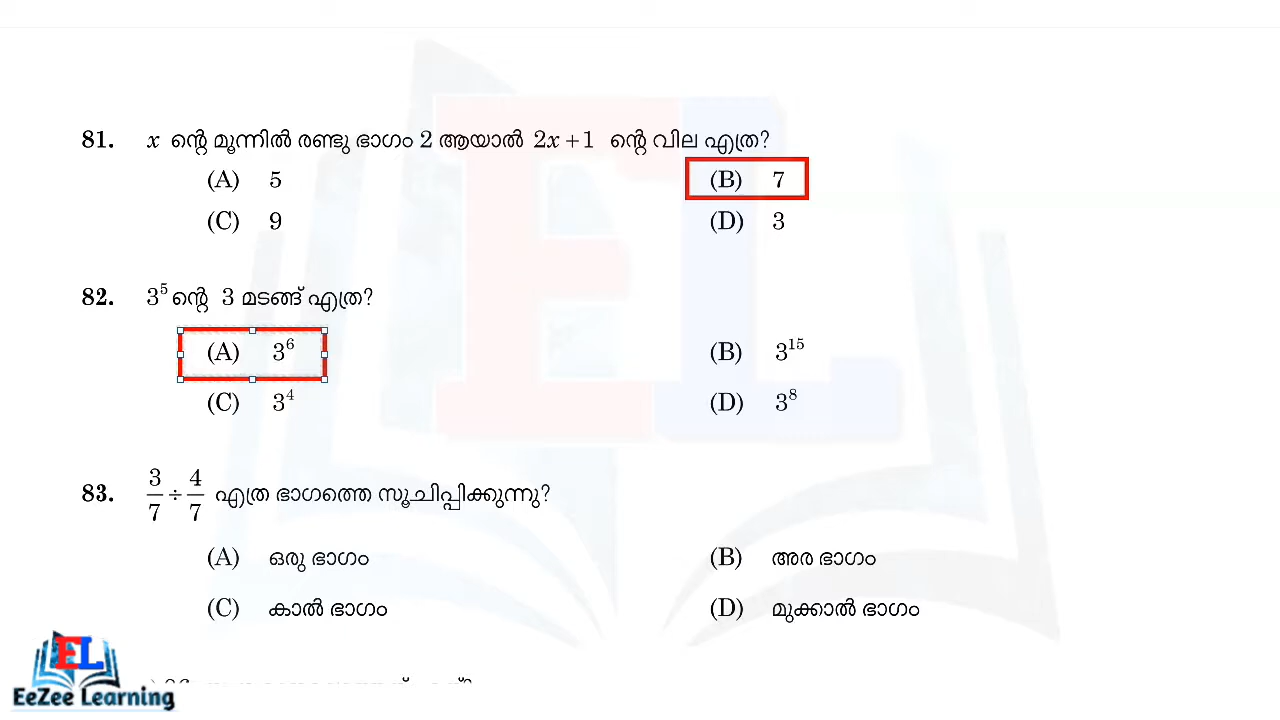 81. x ന്റെ മൂന്നിൽ രണ്ടു ഭാഗം 2 ആയാൽ 2x+1 ന്റെ വില എത്ര?
(A) 5 (B) 7
(C) 9 (D) 3
82. 3⁵ ന്റെ 3 മടങ്ങ് എത്ര?
(A) 3⁶ (B) 3¹⁵
(C) 3⁴ (D) 3⁸
83. 3/7 ÷ 4/7 എത്ര ഭാഗത്തെ സൂചിപ്പിക്കുന്നു?
(A) ഒരു ഭാഗം (B) അര ഭാഗം
(C) കാൽ ഭാഗം (D) മുക്കാൽ ഭാഗം
EL
EeZee Learning